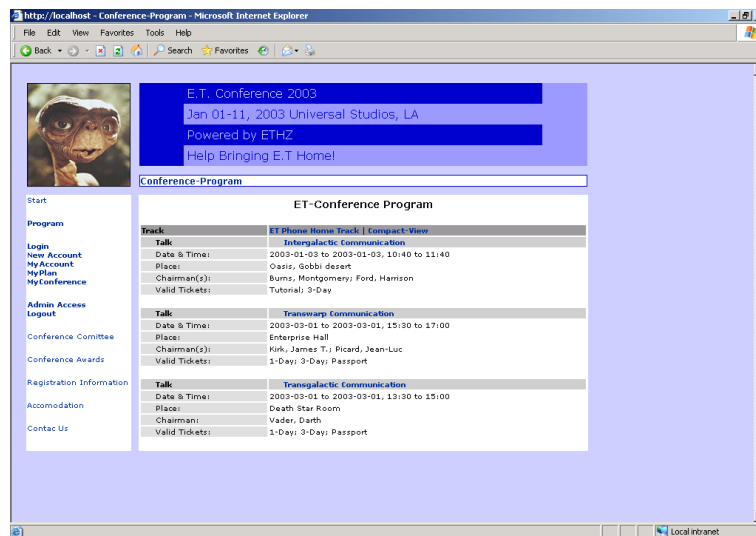 http://localhost - Conference-Program - Microsoft Internet Explorer
File Edit View Favorites Tools Help
Back Search Favorites
E.T. Conference 2003
Jan 01-11, 2003 Universal Studios, LA
Powered by ETHZ
Help Bringing E.T Home!
Conference-Program
Start
Program
Login
New Account
MyAccount
MyPlan
MyConference
Admin Access
Logout
Conference Comittee
Conference Awards
Registration Information
Accomodation
Contac Us
ET-Conference Program
Track ET Phone Home Track | Compact-View
Talk Intergalactic Communication
Date & Time: 2003-01-03 to 2003-01-03, 10:40 to 11:40
Place: Oasis, Gobbi desert
Chairman(s): Burns, Montgomery; Ford, Harrison
Valid Tickets: Tutorial; 3-Day
Talk Transwarp Communication
Date & Time: 2003-03-01 to 2003-03-01, 15:30 to 17:00
Place: Enterprise Hall
Chairman(s): Kirk, James T.; Picard, Jean-Luc
Valid Tickets: 1-Day; 3-Day; Passport
Talk Transgalactic Communication
Date & Time: 2003-03-01 to 2003-03-01, 13:30 to 15:00
Place: Death Star Room
Chairman: Vader, Darth
Valid Tickets: 1-Day; 3-Day; Passport
Local intranet